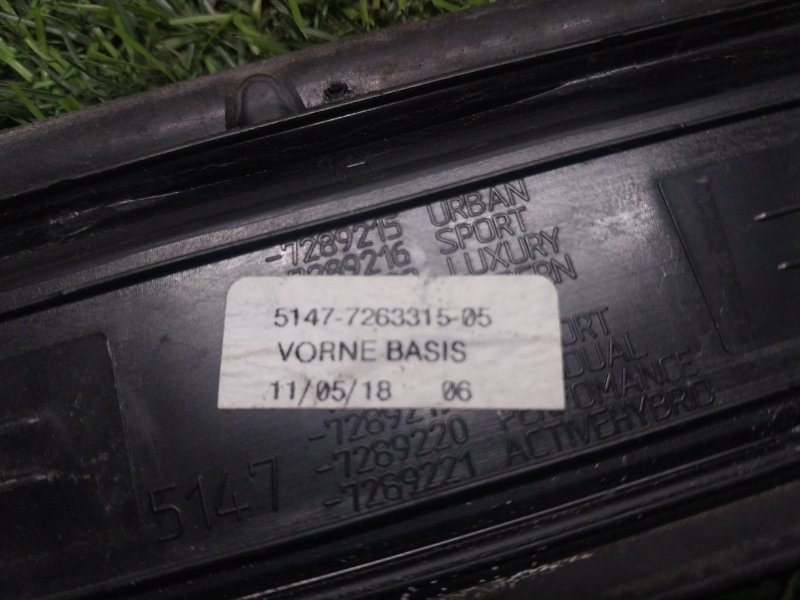 -7289215 URBAN
-7289216 SPORT
LUXURY
5147-7263315-05
VORNE BASIS
11/05/18 06
-7289220
-7289221 ACTIVEHYBRID
5147